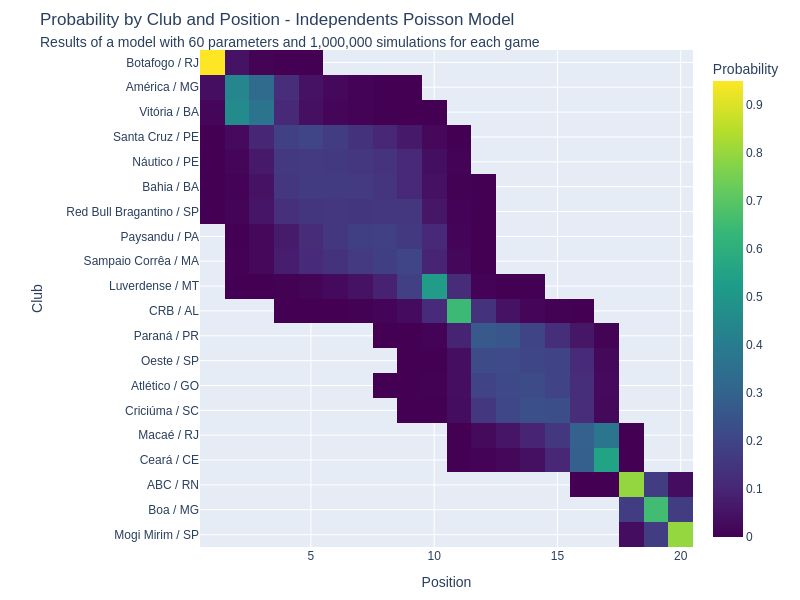 Probability by Club and Position - Independents Poisson Model
Results of a model with 60 parameters and 1,000,000 simulations for each game
Probability
Botafogo / RJ
América / MG
Vitória / BA
Santa Cruz / PE
Náutico / PE
Bahia / BA
Red Bull Bragantino / SP
Paysandu / PA
Sampaio Corrêa / MA
Luverdense / MT
CRB / AL
Paraná / PR
Oeste / SP
Atlético / GO
Criciúma / SC
Macaé / RJ
Ceará / CE
ABC / RN
Boa / MG
Mogi Mirim / SP
Club
5
10
15
20
Position
0.9
0.8
0.7
0.6
0.5
0.4
0.3
0.2
0.1
0